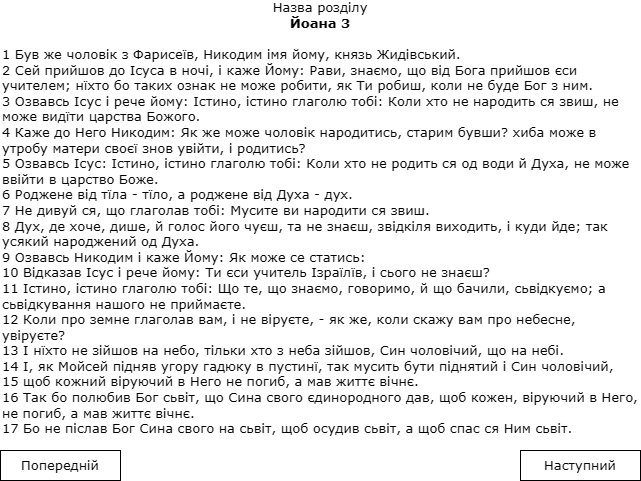 Назва розділу
Йоана 3
1 Був же чоловік з Фарисеїв, Никодим імя йому, князь Жидівський.
2 Сей прийшов до Ісуса в ночі, і каже Йому: Рави, знаємо, що від Бога прийшов єси
учителем; ніхто бо таких ознак не може робити, як Ти робиш, коли не буде Бог з ним.
3 Озвавсь Ісус і рече йому: Істино, істино глаголю тобі: Коли хто не народить ся звиш, не
може видїти царства Божого.
4 Каже до Него Никодим: Як же може чоловік народитись, старим бувши? хиба може в
утробу матери своєї знов увійти, і родитись?
5 Озвавсь Ісус: Істино, істино глаголю тобі: Коли хто не родить ся од води й Духа, не може
ввійти в царство Боже.
6 Роджене від тїла - тїло, а роджене від Духа - дух.
7 Не дивуй ся, що глаголав тобі: Мусите ви народити ся звиш.
8 Дух, де хоче, дише, й голос його чуєш, та не знаєш, звідкіля виходить, і куди йде; так
усякий народжений од Духа.
9 Озвавсь Никодим і каже Йому: Як може се статись:
10 Відказав Ісус і рече йому: Ти єси учитель Ізраїлїв, і сього не знаєш?
11 Істино, істино глаголю тобі: Що те, що знаємо, говоримо, й що бачили, сьвідкуємо; а
сьвідкування нашого не приймаєте.
12 Коли про земне глаголав вам, і не віруєте, - як же, коли скажу вам про небесне,
увіруєте?
13 І нїхто не зійшов на небо, тільки хто з неба зійшов, Син чоловічий, що на небі.
14 І, як Мойсей підняв угору гадюку в пустинї, так мусить бути піднятий і Син чоловічий,
15 щоб кожний віруючий в Него не погиб, а мав життє вічнє.
16 Так бо полюбив Бог сьвіт, що Сина свого єдинородного дав, щоб кожен, віруючий в Него,
не погиб, а мав життє вічнє.
17 Бо не післав Бог Сина свого на сьвіт, щоб осудив сьвіт, а щоб спас ся Ним сьвіт.
Попередній
Наступний